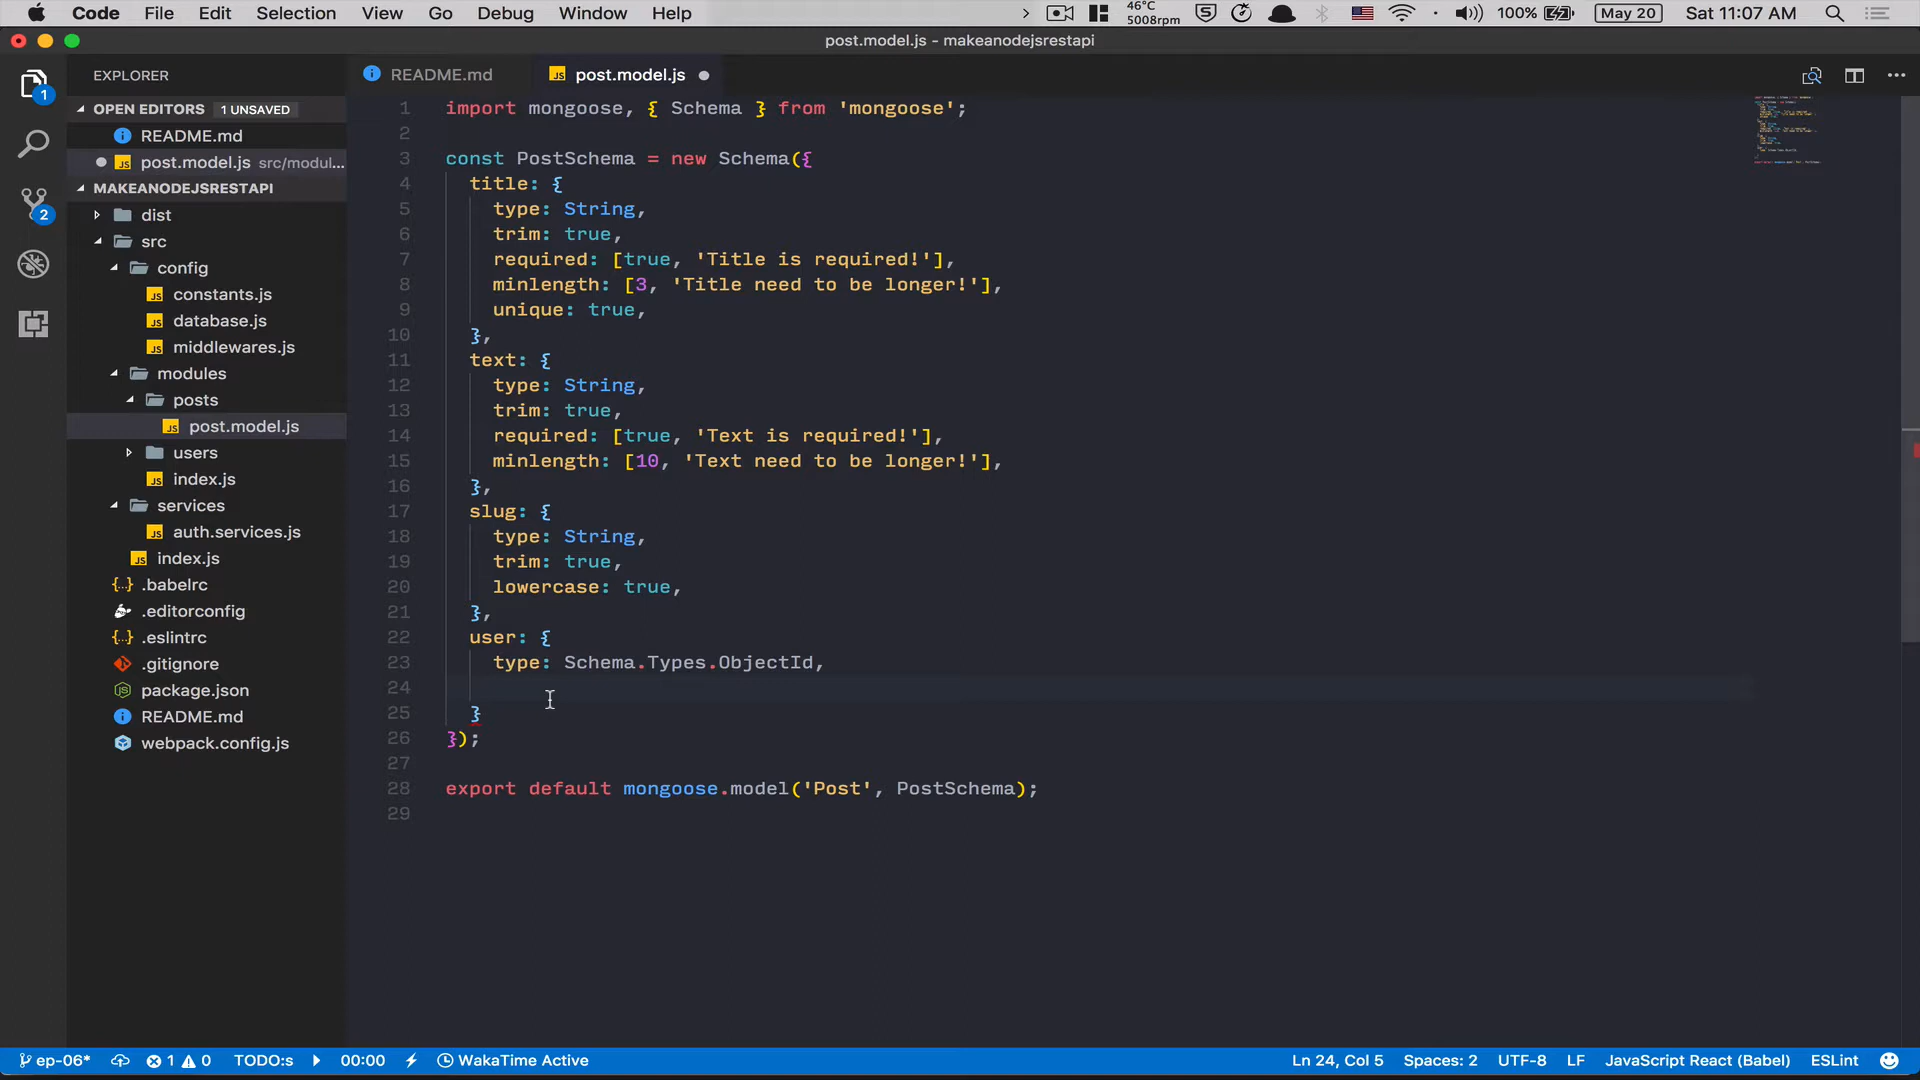 Code File Edit Selection View Go Debug Window Help 46°C 5008rpm 100% May 20 Sat 11:07 AM
post.model.js - makeanodejsrestapi
EXPLORER
OPEN EDITORS 1 UNSAVED
README.md
post.model.js src/modul...
MAKEANODEJSRESTAPI
dist
src
config
constants.js
database.js
middlewares.js
modules
posts
post.model.js
users
index.js
services
auth.services.js
index.js
.babelrc
.editorconfig
.eslintrc
.gitignore
package.json
README.md
webpack.config.js
1
2
README.md post.model.js
1 import mongoose, { Schema } from 'mongoose';
2
3 const PostSchema = new Schema({
4 title: {
5 type: String,
6 trim: true,
7 required: [true, 'Title is required!'],
8 minlength: [3, 'Title need to be longer!'],
9 unique: true,
10 },
11 text: {
12 type: String,
13 trim: true,
14 required: [true, 'Text is required!'],
15 minlength: [10, 'Text need to be longer!'],
16 },
17 slug: {
18 type: String,
19 trim: true,
20 lowercase: true,
21 },
22 user: {
23 type: Schema.Types.ObjectId,
24
25 }
26 });
27
28 export default mongoose.model('Post', PostSchema);
29
ep-06* 1 0 TODO:s 00:00 WakaTime Active Ln 24, Col 5 Spaces: 2 UTF-8 LF JavaScript React (Babel) ESLint